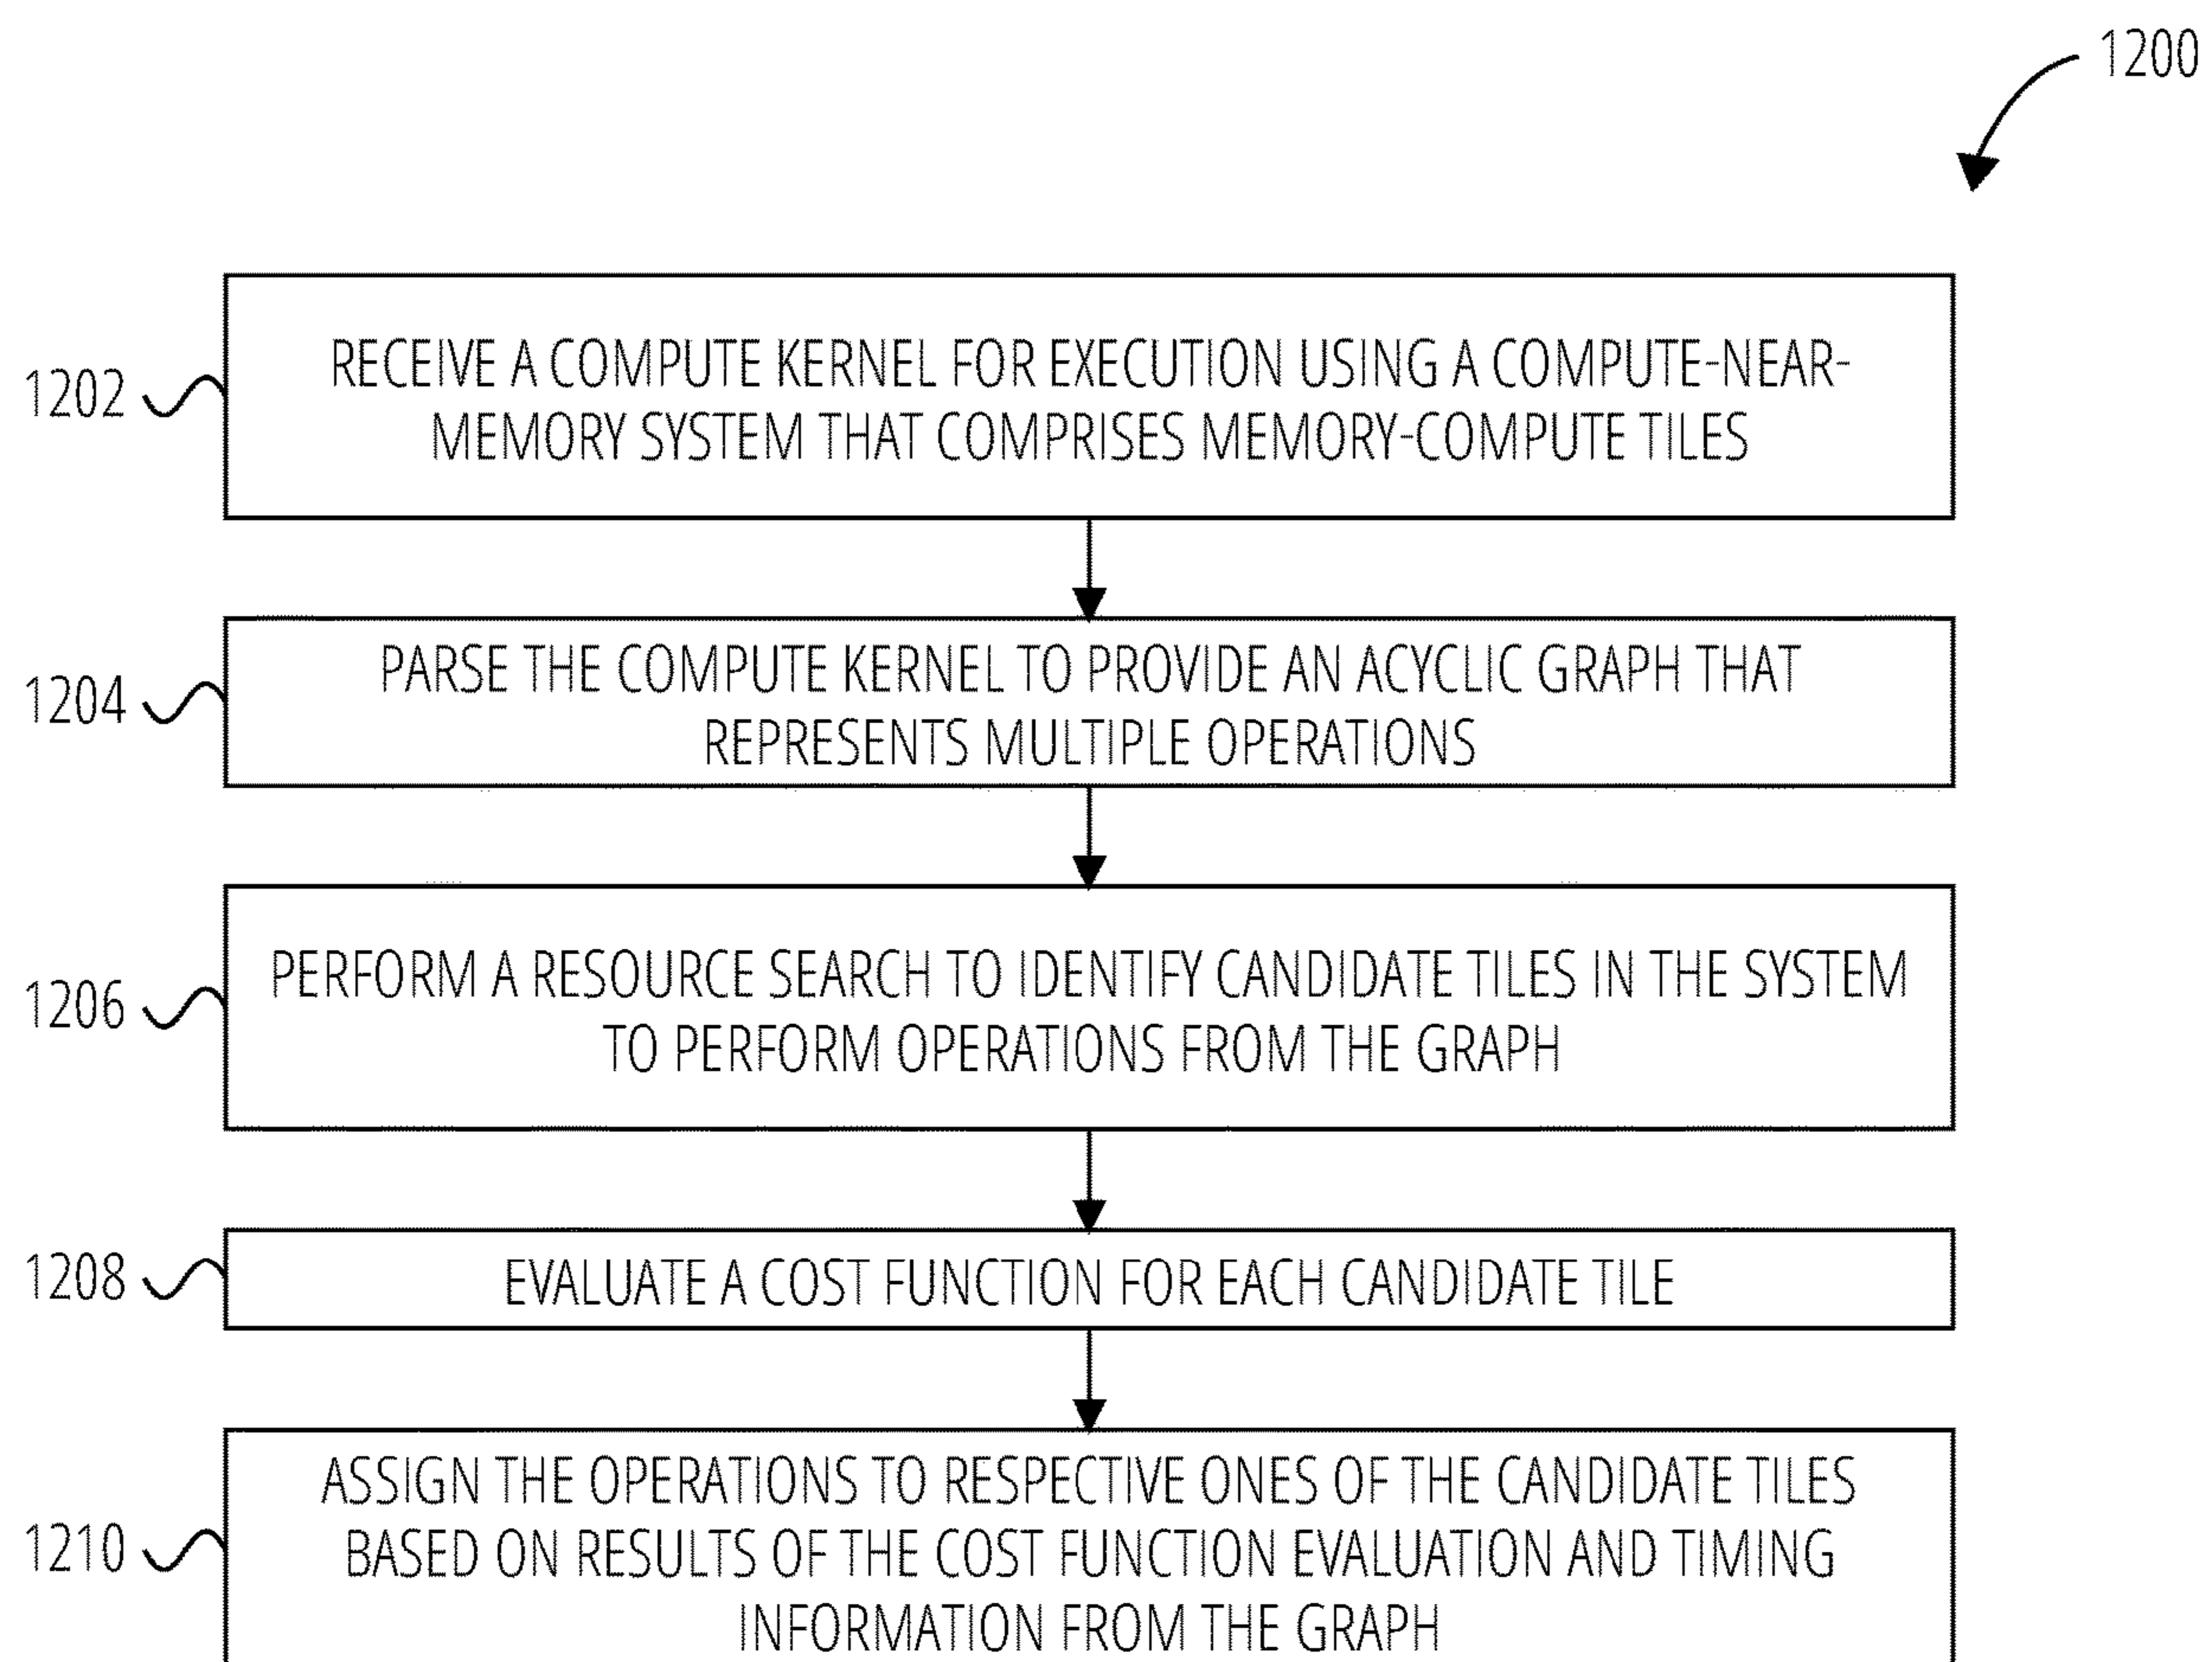 1200
1202
RECEIVE A COMPUTE KERNEL FOR EXECUTION USING A COMPUTE-NEAR-
MEMORY SYSTEM THAT COMPRISES MEMORY-COMPUTE TILES
1204
PARSE THE COMPUTE KERNEL TO PROVIDE AN ACYCLIC GRAPH THAT
REPRESENTS MULTIPLE OPERATIONS
1206
PERFORM A RESOURCE SEARCH TO IDENTIFY CANDIDATE TILES IN THE SYSTEM
TO PERFORM OPERATIONS FROM THE GRAPH
1208
EVALUATE A COST FUNCTION FOR EACH CANDIDATE TILE
1210
ASSIGN THE OPERATIONS TO RESPECTIVE ONES OF THE CANDIDATE TILES
BASED ON RESULTS OF THE COST FUNCTION EVALUATION AND TIMING
INFORMATION FROM THE GRAPH